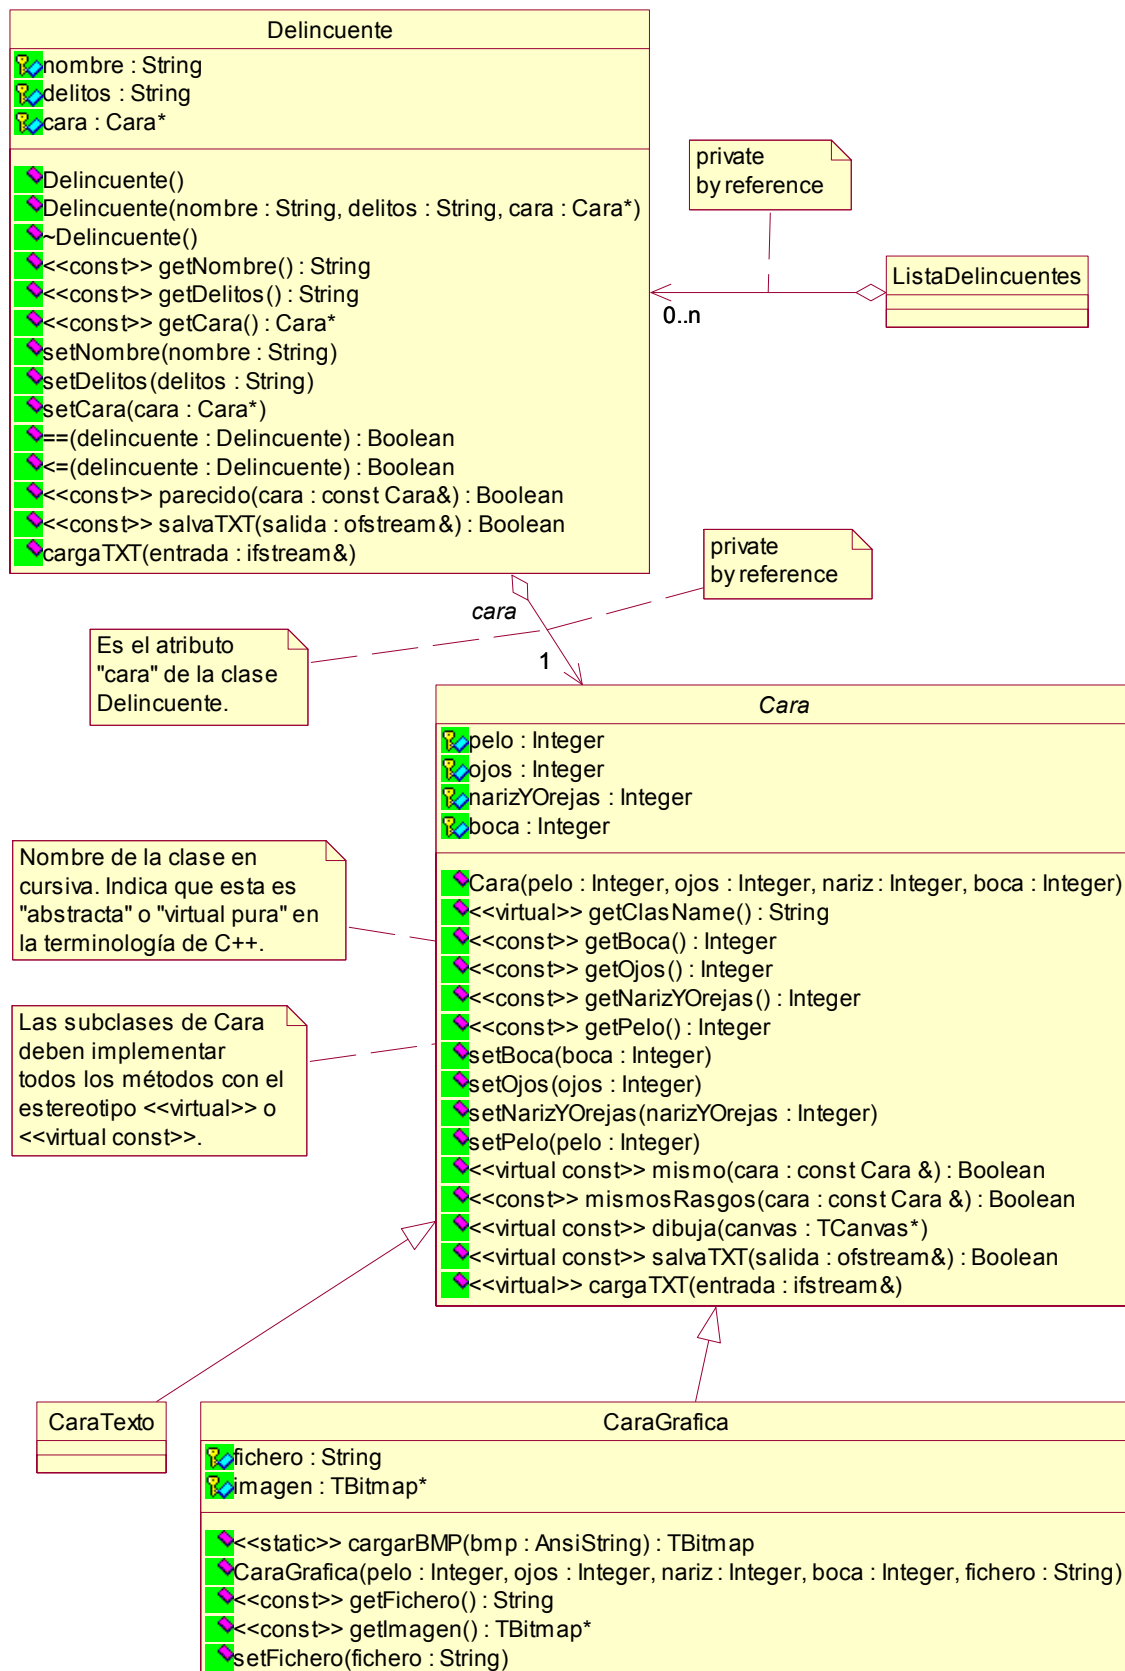 Delincuente
nombre : String
delitos : String
cara : Cara*
Delincuente()
Delincuente(nombre : String, delitos : String, cara : Cara*)
~Delincuente()
<<const>> getNombre() : String
<<const>> getDelitos() : String
<<const>> getCara() : Cara*
setNombre(nombre : String)
setDelitos(delitos : String)
setCara(cara : Cara*)
==(delincuente : Delincuente) : Boolean
<=(delincuente : Delincuente) : Boolean
<<const>> parecido(cara : const Cara&) : Boolean
<<const>> salvaTXT(salida : ofstream&) : Boolean
cargaTXT(entrada : ifstream&)
private
by reference
ListaDelincuentes
0..n
private
by reference
cara
1
Es el atributo
"cara" de la clase
Delincuente.
Cara
pelo : Integer
ojos : Integer
narizYOrejas : Integer
boca : Integer
Cara(pelo : Integer, ojos : Integer, nariz : Integer, boca : Integer)
<<virtual>> getClasName() : String
<<const>> getBoca() : Integer
<<const>> getOjos() : Integer
<<const>> getNarizYOrejas() : Integer
<<const>> getPelo() : Integer
setBoca(boca : Integer)
setOjos(ojos : Integer)
setNarizYOrejas(narizYOrejas : Integer)
setPelo(pelo : Integer)
<<virtual const>> mismo(cara : const Cara &) : Boolean
<<const>> mismosRasgos(cara : const Cara &) : Boolean
<<virtual const>> dibuja(canvas : TCanvas*)
<<virtual const>> salvaTXT(salida : ofstream&) : Boolean
<<virtual>> cargaTXT(entrada : ifstream&)
Nombre de la clase en
cursiva. Indica que esta es
"abstracta" o "virtual pura" en
la terminología de C++.
Las subclases de Cara
deben implementar
todos los métodos con el
estereotipo <<virtual>> o
<<virtual const>>.
CaraTexto
CaraGrafica
fichero : String
imagen : TBitmap*
<<static>> cargarBMP(bmp : AnsiString) : TBitmap
CaraGrafica(pelo : Integer, ojos : Integer, nariz : Integer, boca : Integer, fichero : String)
<<const>> getFichero() : String
<<const>> getImagen() : TBitmap*
setFichero(fichero : String)